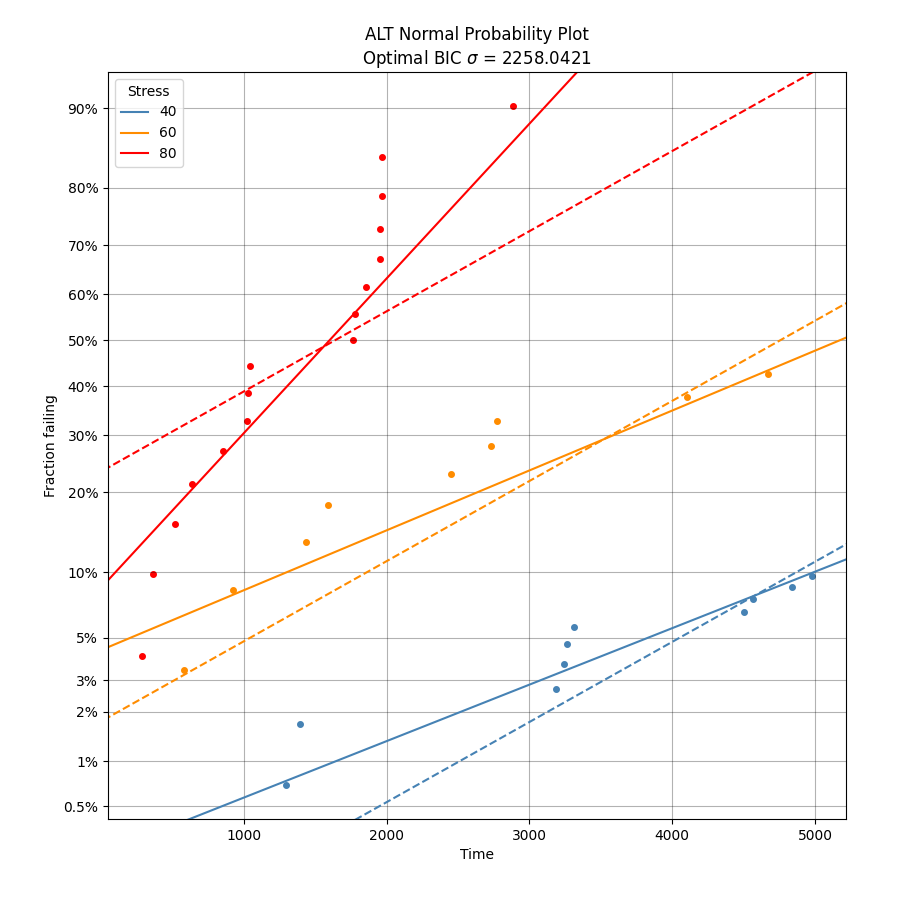 ALT Normal Probability Plot
Optimal BIC σ = 2258.0421
Stress
40
60
80
90%
80%
70%
60%
50%
40%
30%
20%
10%
5%
3%
2%
1%
0.5%
Fraction failing
1000 2000 3000 4000 5000
Time